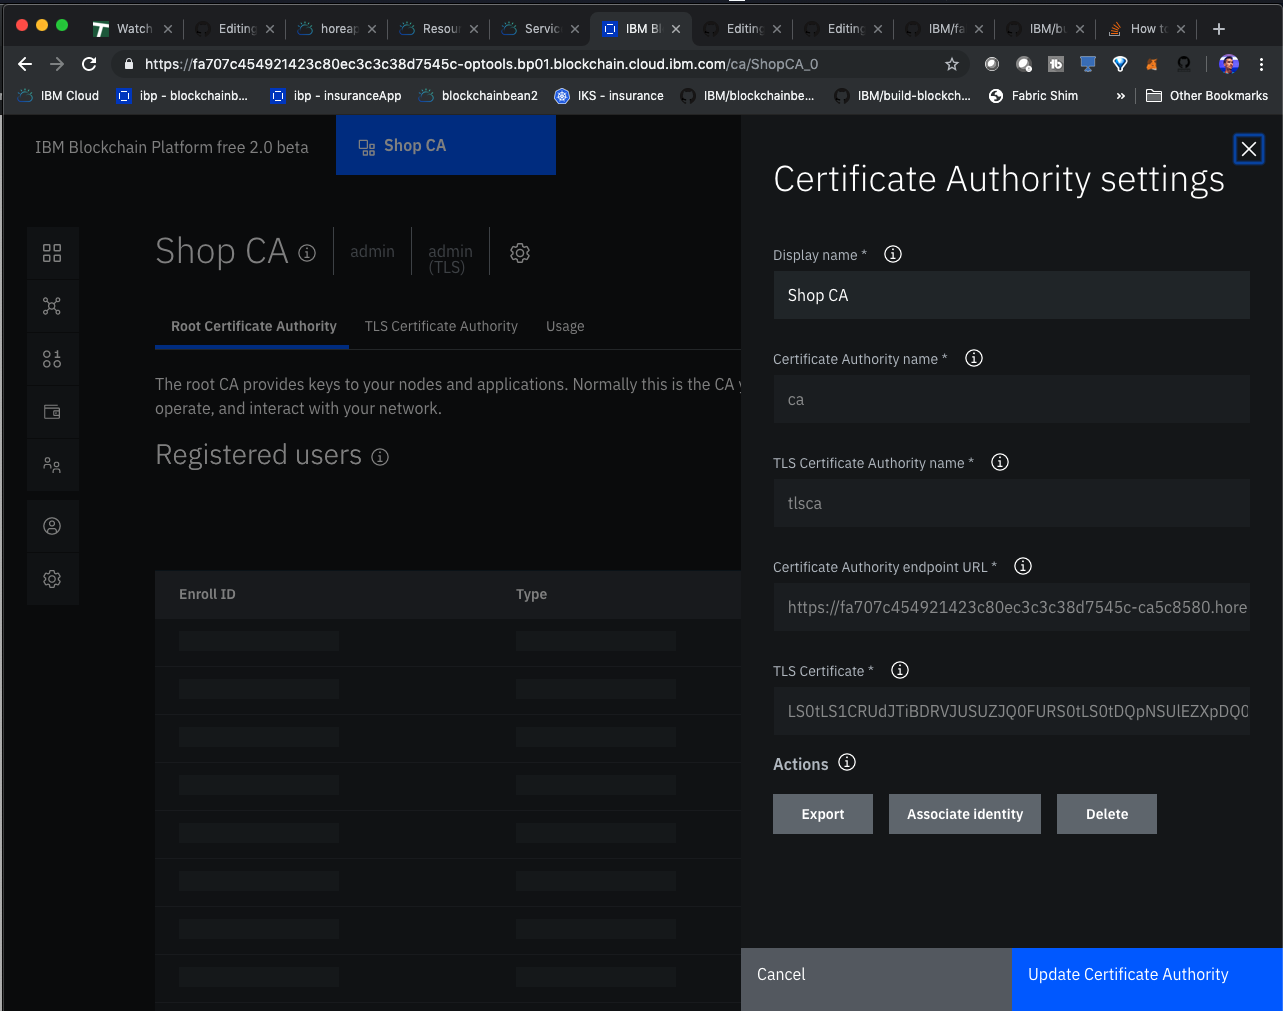 Watch
Editing
horeap
Resour
Servic
IBM Bl
Editing
Editing
IBM/fa
IBM/bu
How to
https://fa707c454921423c80ec3c3c38d7545c-optools.bp01.blockchain.cloud.ibm.com/ca/ShopCA_0
IBM Cloud
ibp - blockchainb...
ibp - insuranceApp
blockchainbean2
IKS - insurance
IBM/blockchainbe...
IBM/build-blockch...
Fabric Shim
»
Other Bookmarks
IBM Blockchain Platform free 2.0 beta
Shop CA
Shop CA
admin
admin
(TLS)
Root Certificate Authority
TLS Certificate Authority
Usage
The root CA provides keys to your nodes and applications. Normally this is the CA y
operate, and interact with your network.
Registered users
Enroll ID
Type
Certificate Authority settings
Display name *
Shop CA
Certificate Authority name *
ca
TLS Certificate Authority name *
tlsca
Certificate Authority endpoint URL *
https://fa707c454921423c80ec3c3c38d7545c-ca5c8580.hore
TLS Certificate *
LS0tLS1CRUdJTiBDRVJUSUZJQ0FURS0tLS0tDQpNSUlEZXpDQ0
Actions
Export
Associate identity
Delete
Cancel
Update Certificate Authority